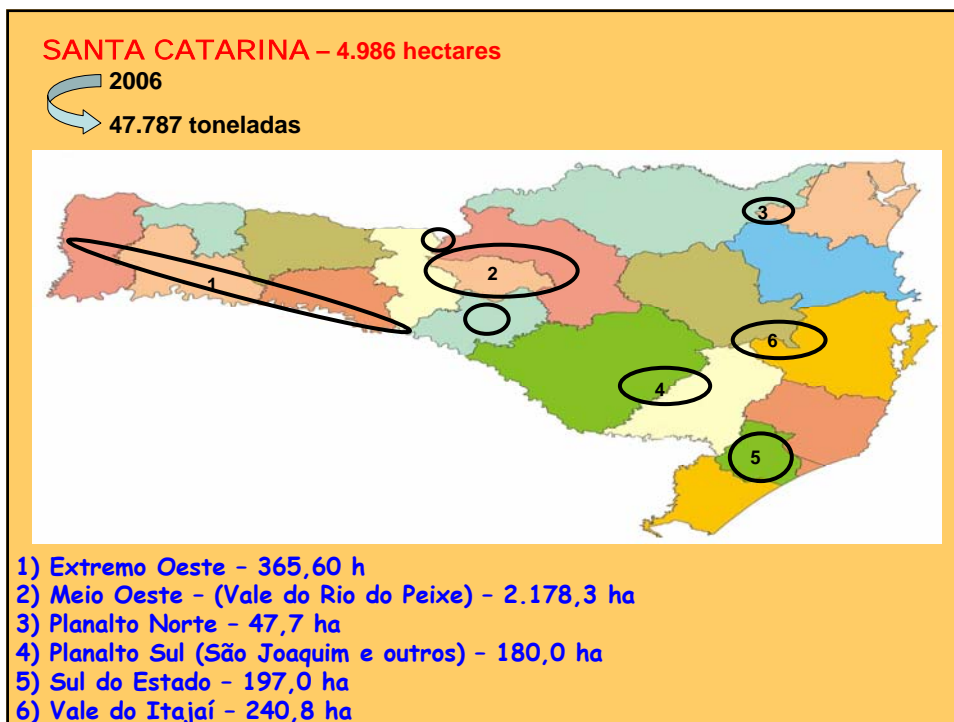 SANTA CATARINA – 4.986 hectares
2006
47.787 toneladas
3
2
1
6
4
5
1) Extremo Oeste – 365,60 h
2) Meio Oeste – (Vale do Rio do Peixe) – 2.178,3 ha
3) Planalto Norte – 47,7 ha
4) Planalto Sul (São Joaquim e outros) – 180,0 ha
5) Sul do Estado – 197,0 ha
6) Vale do Itajaí – 240,8 ha